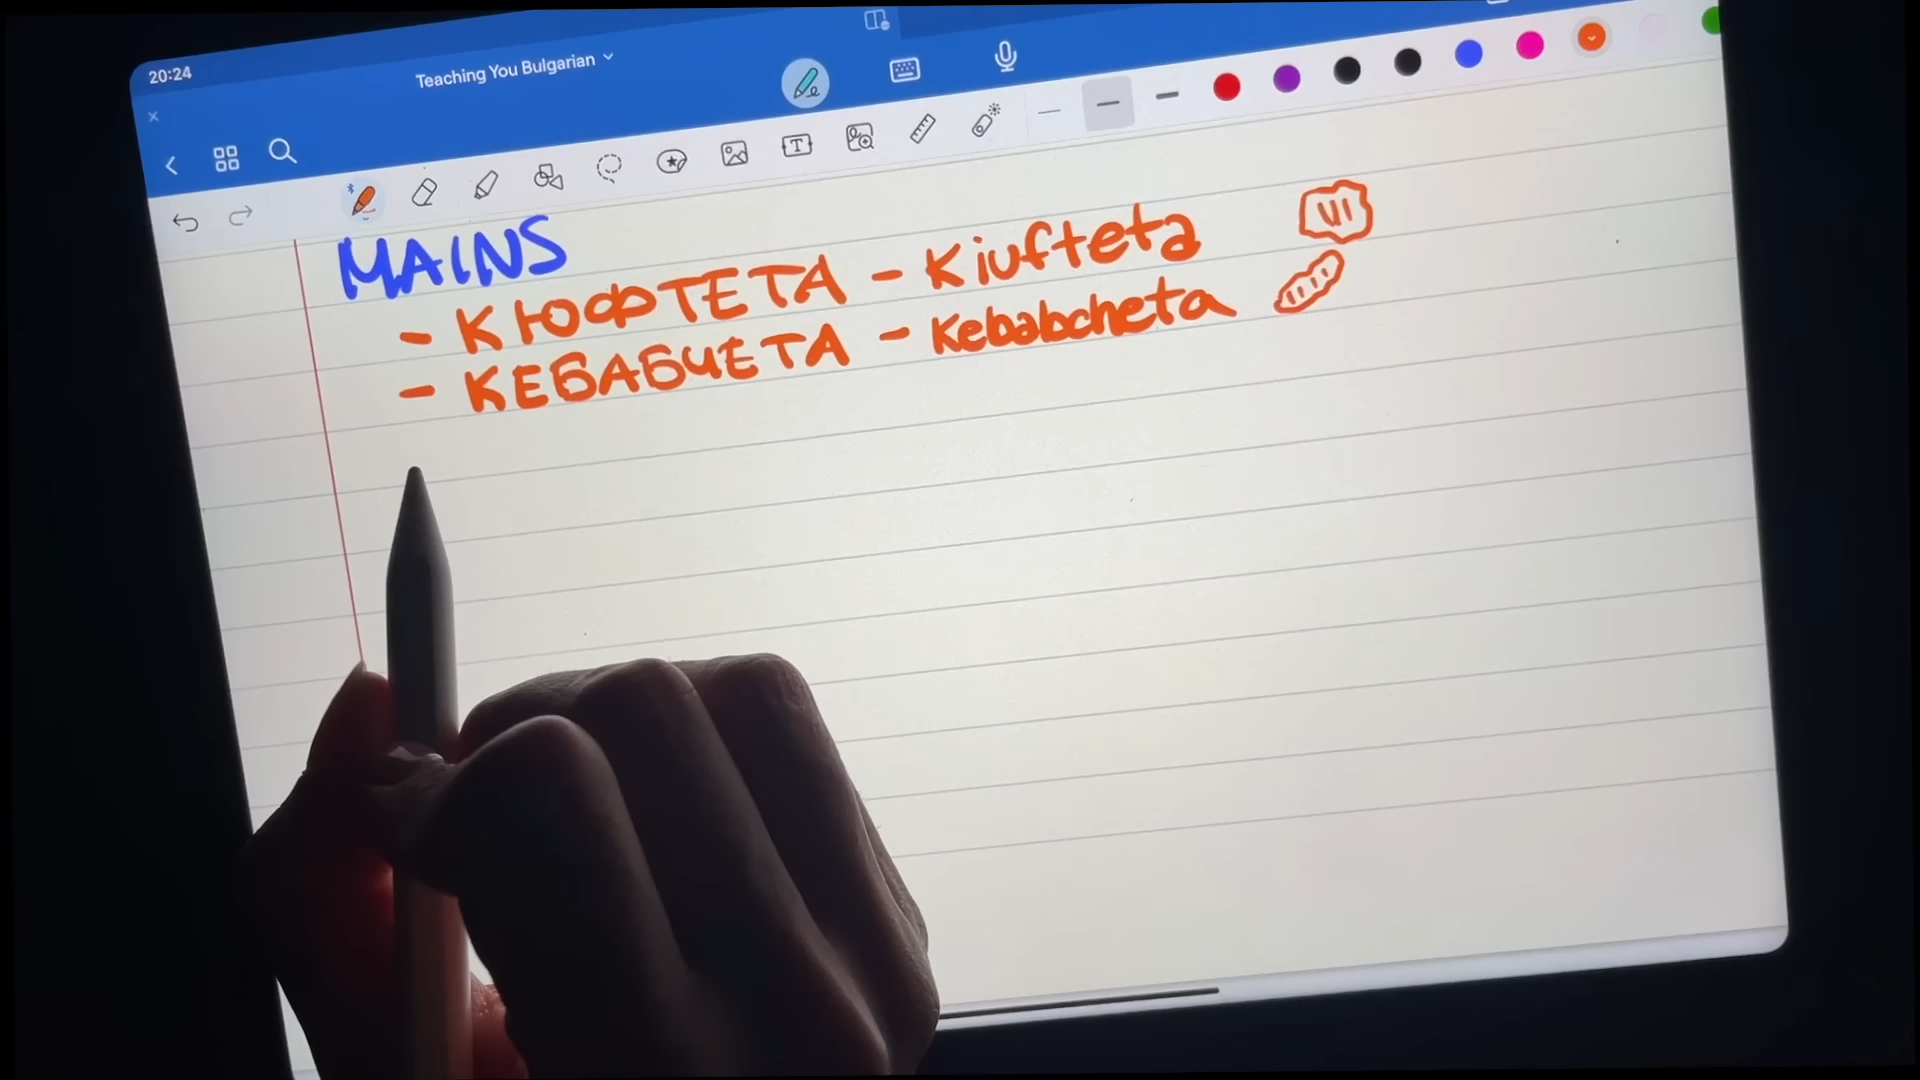 20:24
Teaching You Bulgarian
MAINS
- КЮФТЕТА - Kiufteta
- КЕБАБЧЕТА - Kebabcheta